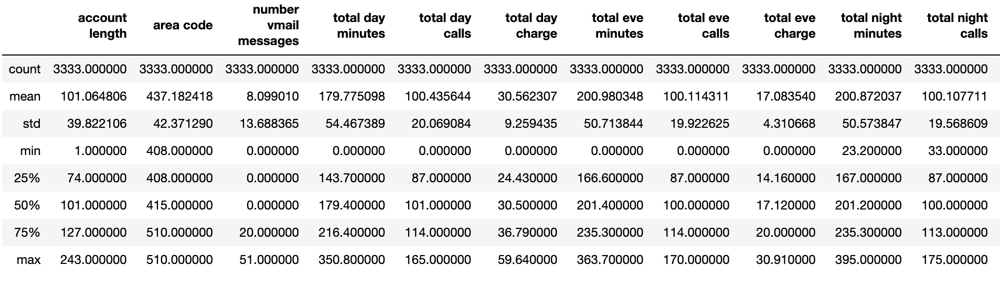 account length area code number vmail messages total day minutes total day calls total day charge total eve minutes total eve calls total eve charge total night minutes total night calls
count 3333.000000 3333.000000 3333.000000 3333.000000 3333.000000 3333.000000 3333.000000 3333.000000 3333.000000 3333.000000 3333.000000
mean 101.064806 437.182418 8.099010 179.775098 100.435644 30.562307 200.980348 100.114311 17.083540 200.872037 100.107711
std 39.822106 42.371290 13.688365 54.467389 20.069084 9.259435 50.713844 19.922625 4.310668 50.573847 19.568609
min 1.000000 408.000000 0.000000 0.000000 0.000000 0.000000 0.000000 0.000000 0.000000 23.200000 33.000000
25% 74.000000 408.000000 0.000000 143.700000 87.000000 24.430000 166.600000 87.000000 14.160000 167.000000 87.000000
50% 101.000000 415.000000 0.000000 179.400000 101.000000 30.500000 201.400000 100.000000 17.120000 201.200000 100.000000
75% 127.000000 510.000000 20.000000 216.400000 114.000000 36.790000 235.300000 114.000000 20.000000 235.300000 113.000000
max 243.000000 510.000000 51.000000 350.800000 165.000000 59.640000 363.700000 170.000000 30.910000 395.000000 175.000000